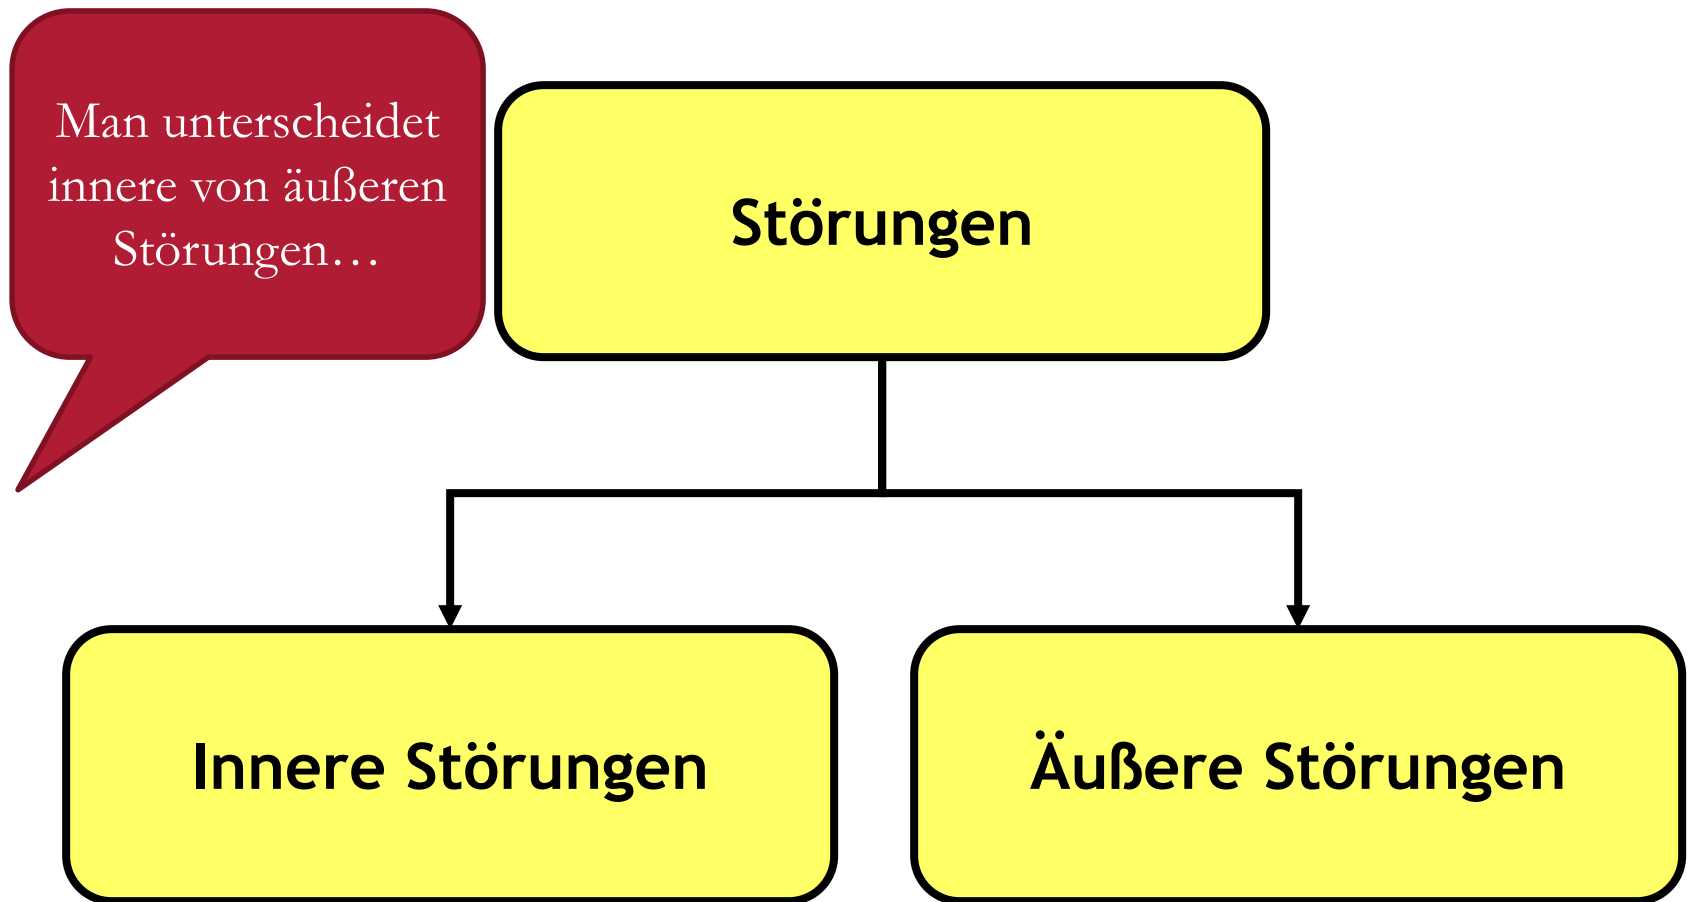 Man unterscheidet
innere von äußeren
Störungen…
Störungen
Innere Störungen
Äußere Störungen